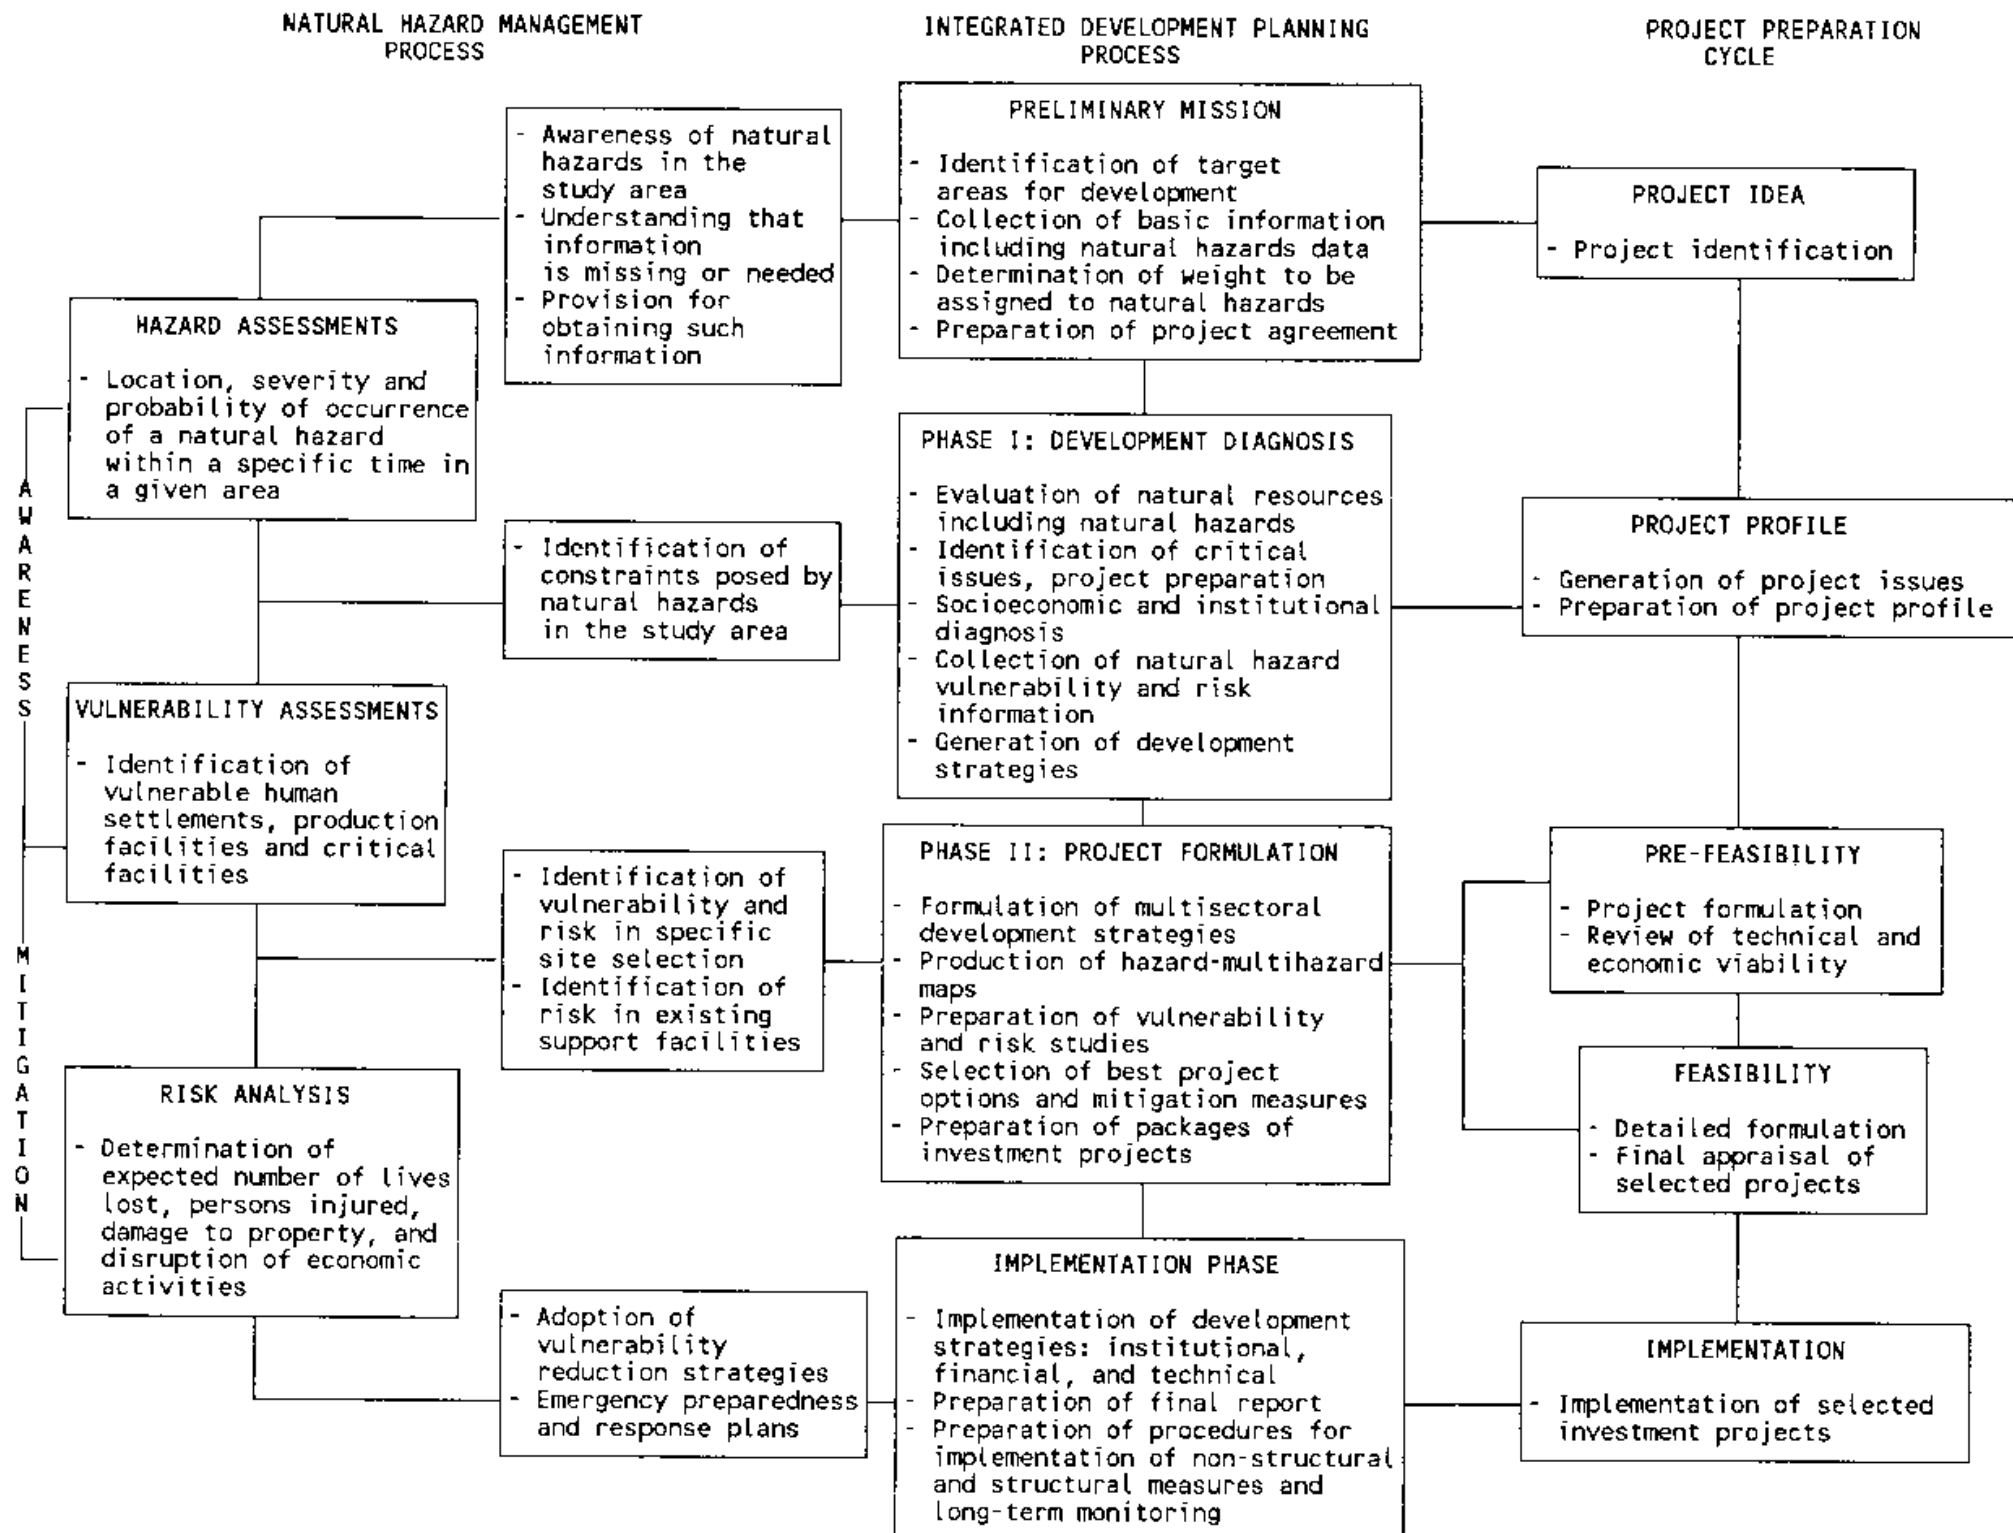 NATURAL HAZARD MANAGEMENT
PROCESS
INTEGRATED DEVELOPMENT PLANNING
PROCESS
PROJECT PREPARATION
CYCLE
- Awareness of natural
hazards in the
study area
- Understanding that
information
is missing or needed
- Provision for
obtaining such
information
PRELIMINARY MISSION
- Identification of target
areas for development
- Collection of basic information
including natural hazards data
- Determination of weight to be
assigned to natural hazards
- Preparation of project agreement
PROJECT IDEA
- Project identification
HAZARD ASSESSMENTS
- Location, severity and
probability of occurrence
of a natural hazard
within a specific time in
a given area
AWARENESS
MITIGATION
- Identification of
constraints posed by
natural hazards
in the study area
PHASE I: DEVELOPMENT DIAGNOSIS
- Evaluation of natural resources
including natural hazards
- Identification of critical
issues, project preparation
- Socioeconomic and institutional
diagnosis
- Collection of natural hazard
vulnerability and risk
information
- Generation of development
strategies
PROJECT PROFILE
- Generation of project issues
- Preparation of project profile
VULNERABILITY ASSESSMENTS
- Identification of
vulnerable human
settlements, production
facilities and critical
facilities
- Identification of
vulnerability and
risk in specific
site selection
- Identification of
risk in existing
support facilities
PHASE II: PROJECT FORMULATION
- Formulation of multisectoral
development strategies
- Production of hazard-multihazard
maps
- Preparation of vulnerability
and risk studies
- Selection of best project
options and mitigation measures
- Preparation of packages of
investment projects
PRE-FEASIBILITY
- Project formulation
- Review of technical and
economic viability
FEASIBILITY
- Detailed formulation
- Final appraisal of
selected projects
RISK ANALYSIS
- Determination of
expected number of lives
lost, persons injured,
damage to property, and
disruption of economic
activities
- Adoption of
vulnerability
reduction strategies
- Emergency preparedness
and response plans
IMPLEMENTATION PHASE
- Implementation of development
strategies: institutional,
financial, and technical
- Preparation of final report
- Preparation of procedures for
implementation of non-structural
and structural measures and
long-term monitoring
IMPLEMENTATION
- Implementation of selected
investment projects